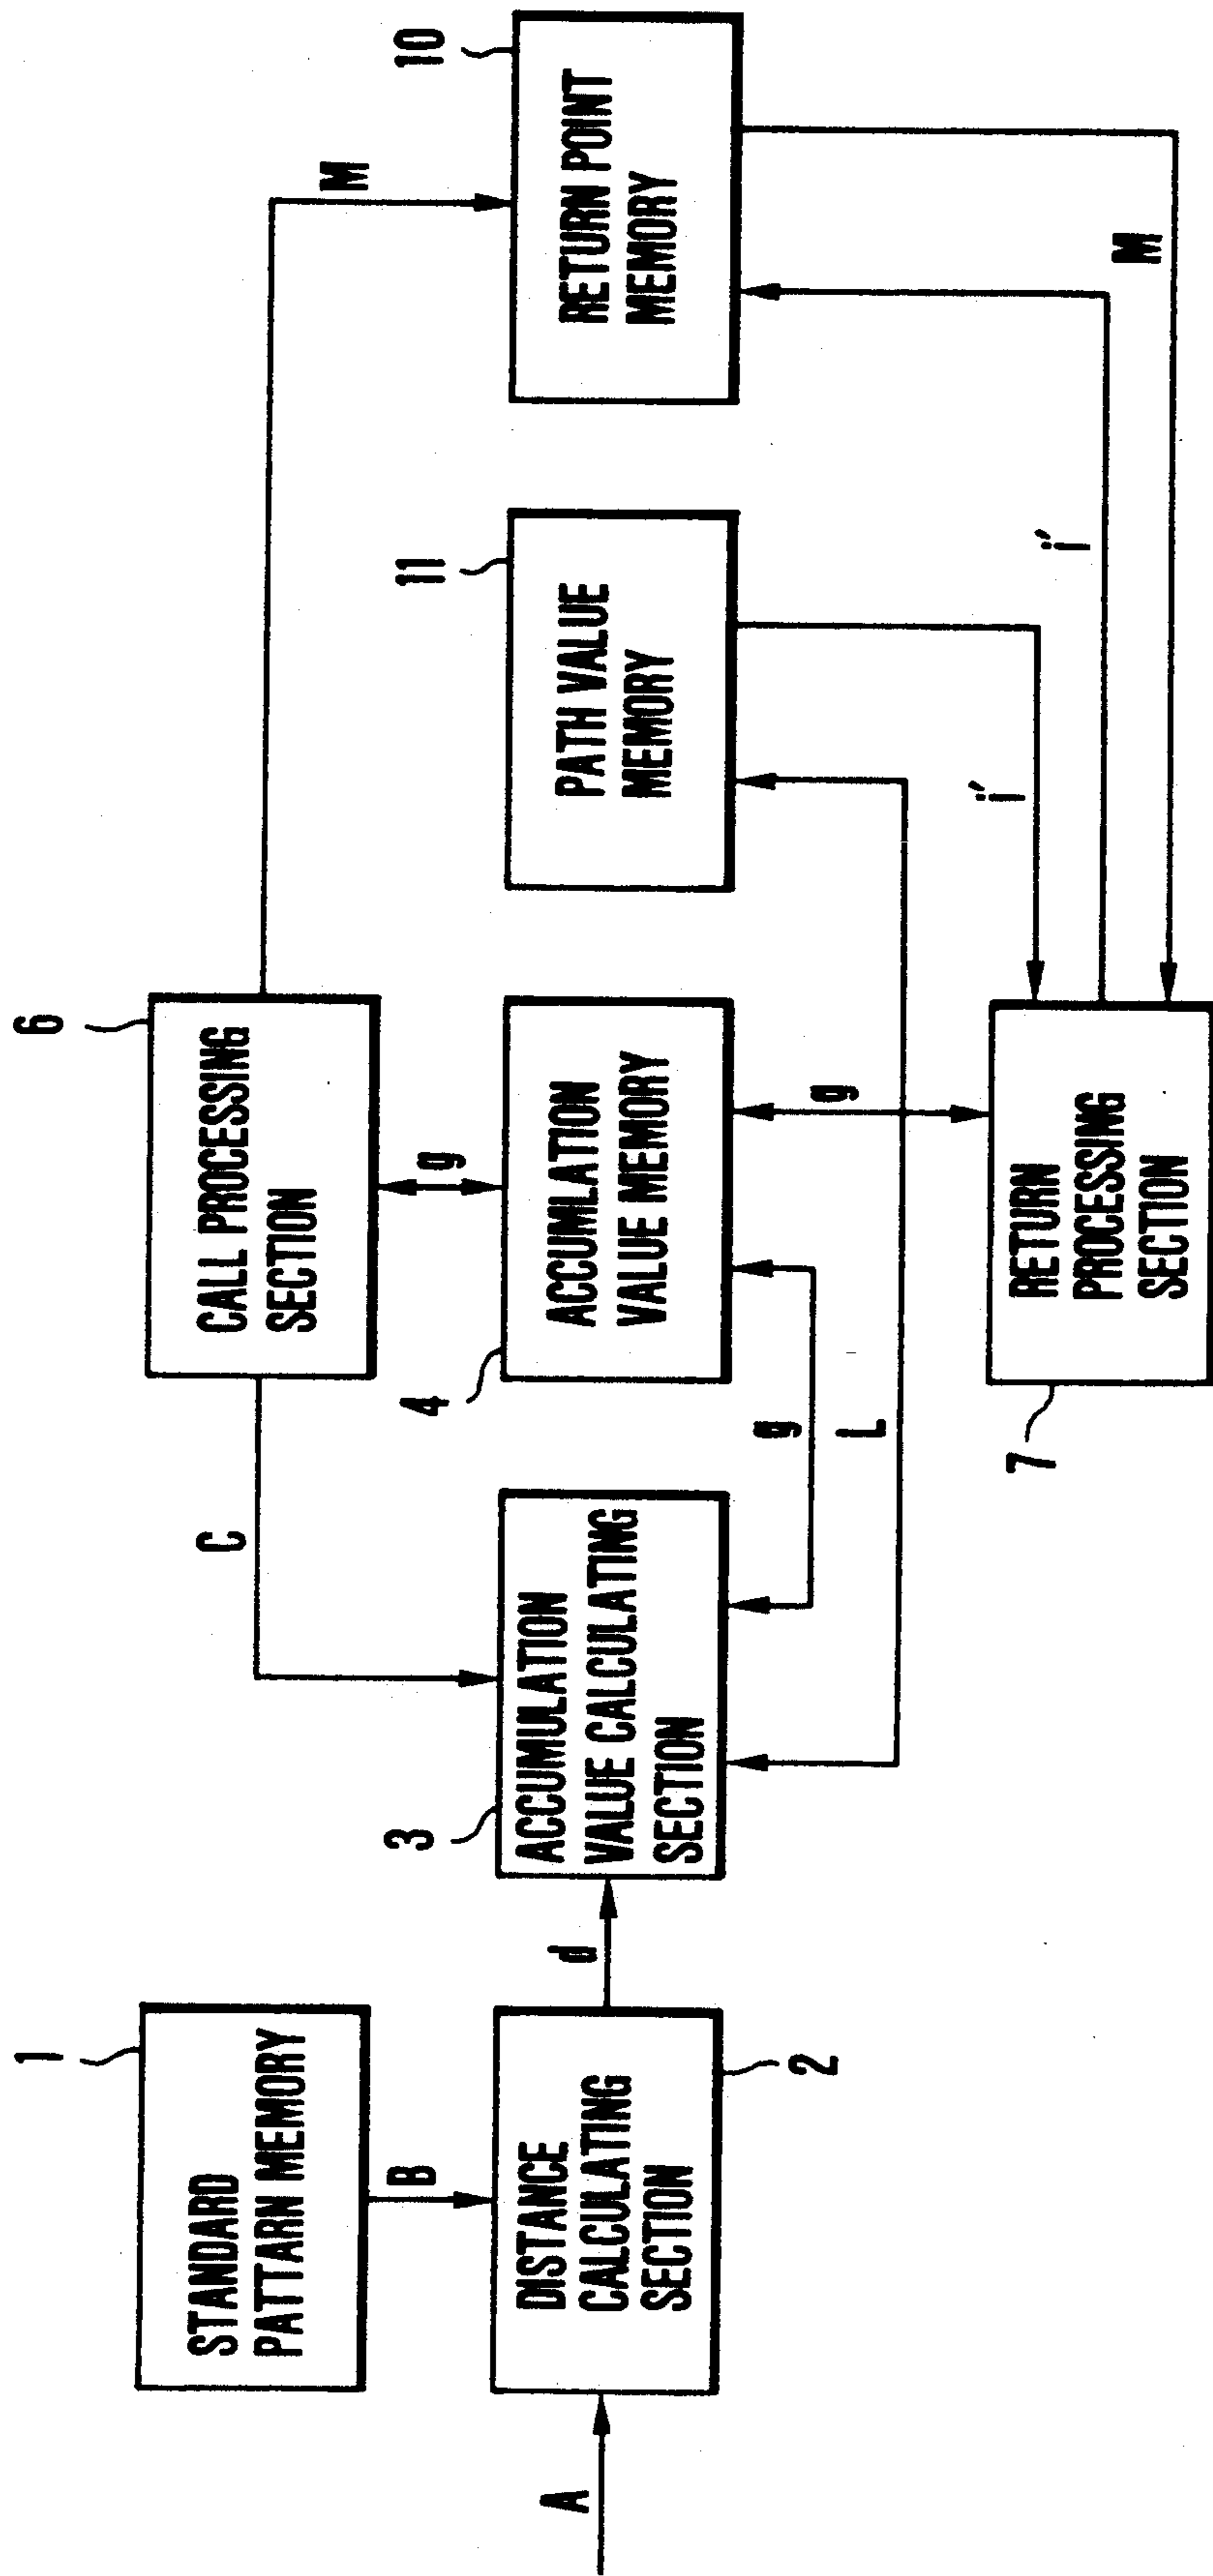 1
STANDARD
PATTARN MEMORY
B
A
DISTANCE
CALCULATING
SECTION
2
d
3
ACCUMULATION
VALUE CALCULATING
SECTION
C
6
CALL PROCESSING
SECTION
g
4
ACCUMLATION
VALUE MEMORY
g
L
g
7
RETURN
PROCESSING
SECTION
11
PATH VALUE
MEMORY
i'
i'
M
10
RETURN POINT
MEMORY
M